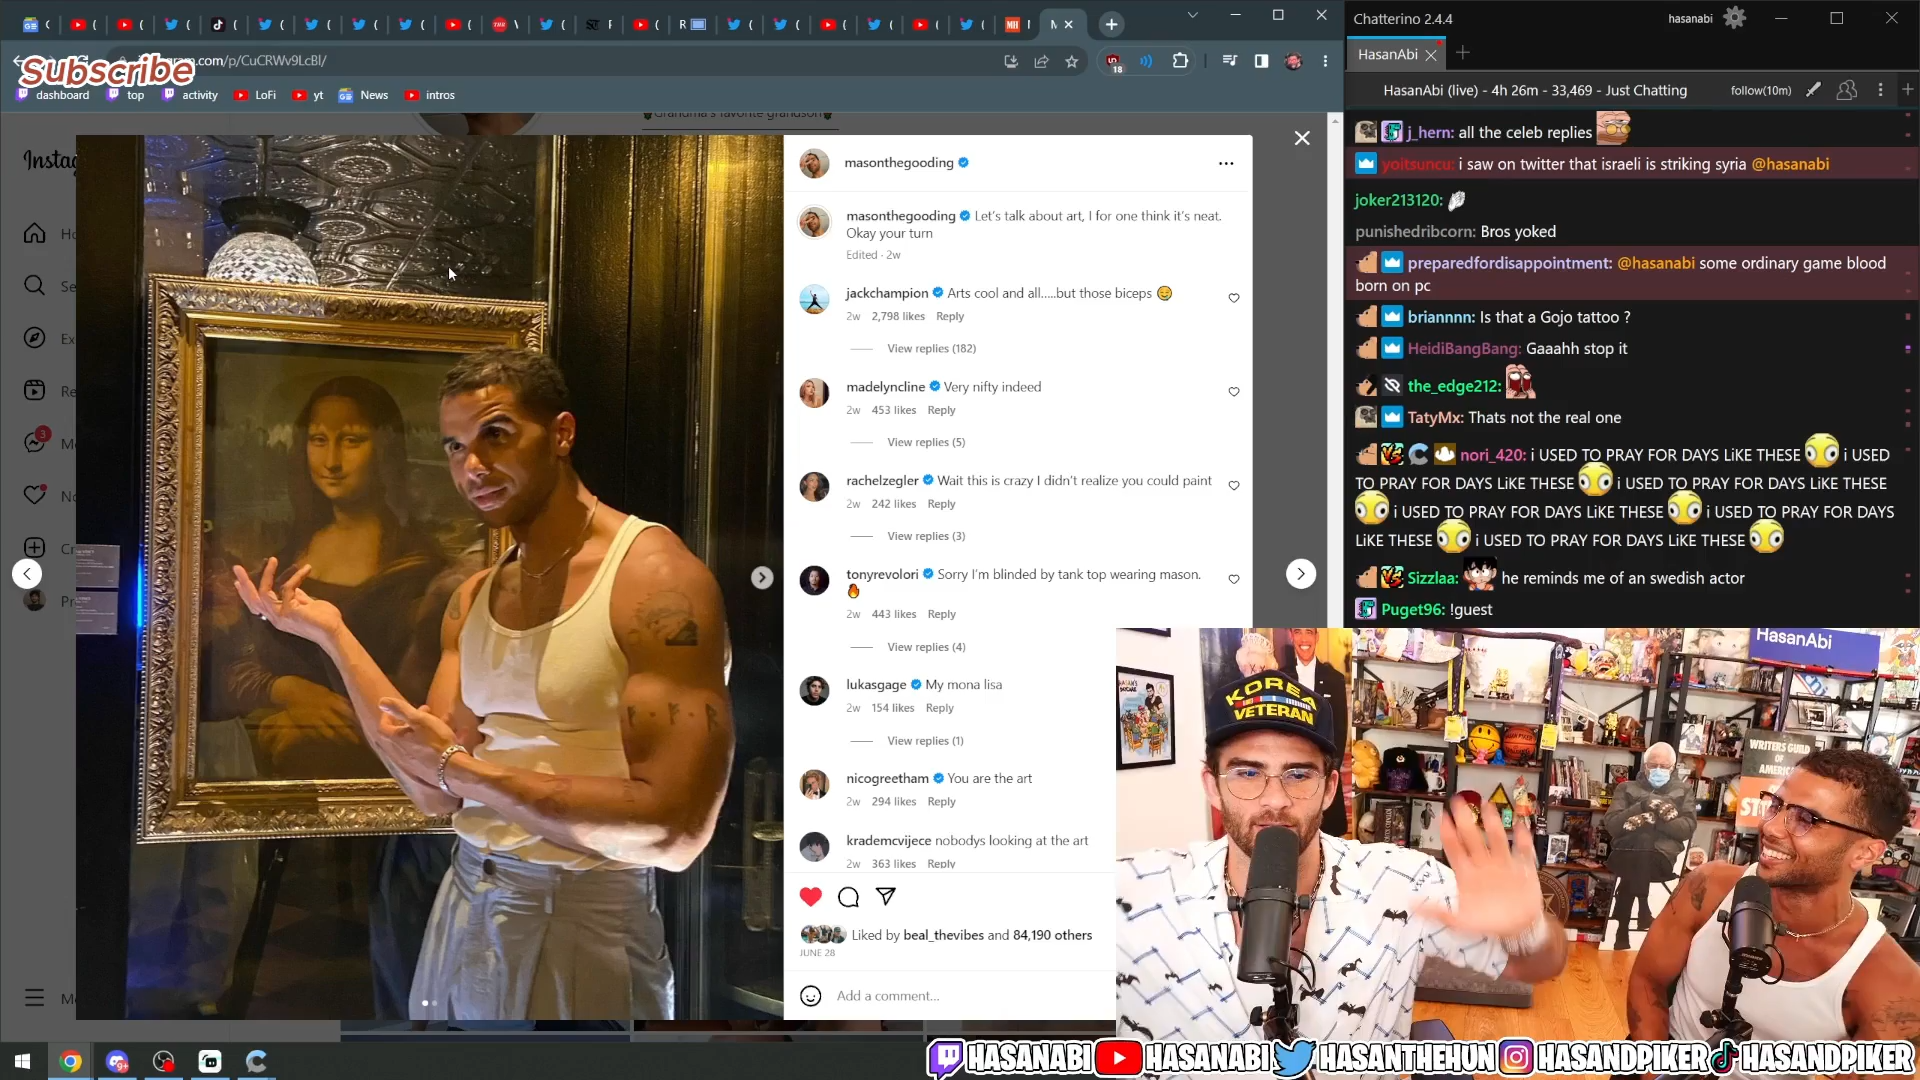 Subscribe
gram.com/p/CuCRWv9LcBl/
dashboard top activity LoFi yt News intros
18
Chatterino 2.4.4
hasanabi
HasanAbi
HasanAbi (live) - 4h 26m - 33,469 - Just Chatting
follow(10m)
Grandma's favorite grandson
3
masonthegooding
masonthegooding Let's talk about art, I for one think it's neat.
Okay your turn
Edited · 2w
jackchampion Arts cool and all.....but those biceps 😏
2w 2,798 likes Reply
View replies (182)
madelyncline Very nifty indeed
2w 453 likes Reply
View replies (5)
rachelzegler Wait this is crazy I didn't realize you could paint
2w 242 likes Reply
View replies (3)
tonyrevolori Sorry I'm blinded by tank top wearing mason.
🔥
2w 443 likes Reply
View replies (4)
lukasgage My mona lisa
2w 154 likes Reply
View replies (1)
nicogreetham You are the art
2w 294 likes Reply
krademcvijece nobodys looking at the art
2w 363 likes Reply
Liked by beal_thevibes and 84,190 others
JUNE 28
Add a comment...
j_hern: all the celeb replies
yoitsuncu: i saw on twitter that israeli is striking syria @hasanabi
joker213120:
punishedribcorn: Bros yoked
preparedfordisappointment: @hasanabi some ordinary game blood
born on pc
briannnn: Is that a Gojo tattoo ?
HeidiBangBang: Gaaahh stop it
the_edge212:
TatyMx: Thats not the real one
nori_420: i USED TO PRAY FOR DAYS LiKE THESE i USED
TO PRAY FOR DAYS LiKE THESE i USED TO PRAY FOR DAYS LiKE THESE
i USED TO PRAY FOR DAYS LiKE THESE i USED TO PRAY FOR DAYS
LiKE THESE i USED TO PRAY FOR DAYS LiKE THESE
Sizzlaa: he reminds me of an swedish actor
Puget96: !guest
HasanAbi
KOREA
VETERAN
WRITERS GUILD
OF
AMERICA
HASANABI HASANABI HASANTHEHUN HASANDPIKER HASANDPIKER